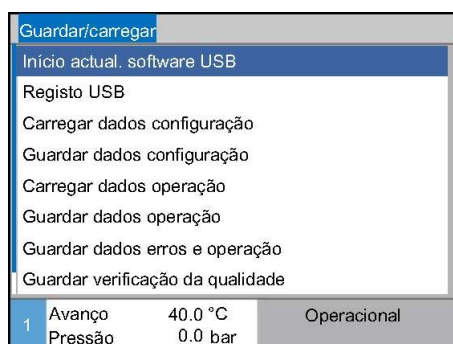 Guardar/carregar
Início actual. software USB
Registo USB
Carregar dados configuração
Guardar dados configuração
Carregar dados operação
Guardar dados operação
Guardar dados erros e operação
Guardar verificação da qualidade
1 Avanço 40.0 °C Operacional
Pressão 0.0 bar